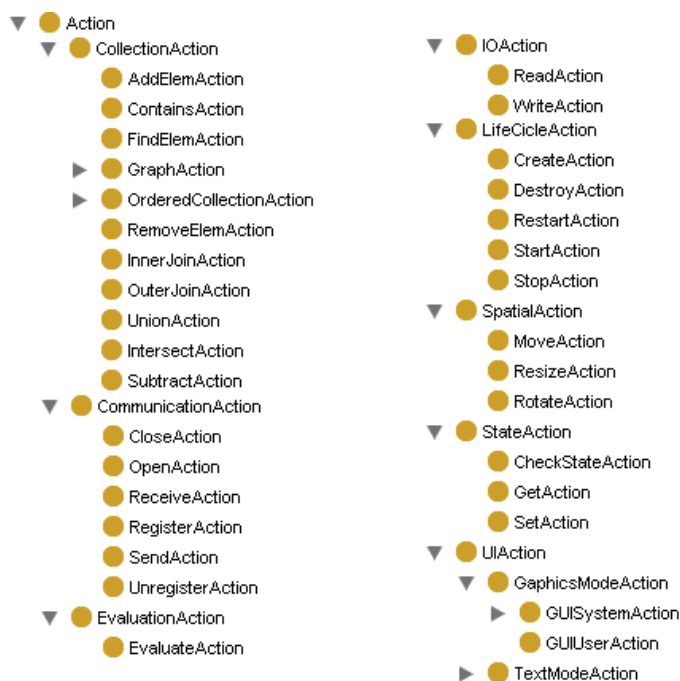 Action
CollectionAction
AddElemAction
ContainsAction
FindElemAction
GraphAction
OrderedCollectionAction
RemoveElemAction
InnerJoinAction
OuterJoinAction
UnionAction
IntersectAction
SubtractAction
CommunicationAction
CloseAction
OpenAction
ReceiveAction
RegisterAction
SendAction
UnregisterAction
EvaluationAction
EvaluateAction
IOAction
ReadAction
WriteAction
LifeCicleAction
CreateAction
DestroyAction
RestartAction
StartAction
StopAction
SpatialAction
MoveAction
ResizeAction
RotateAction
StateAction
CheckStateAction
GetAction
SetAction
UIAction
GaphicsModeAction
GUISystemAction
GUIUserAction
TextModeAction